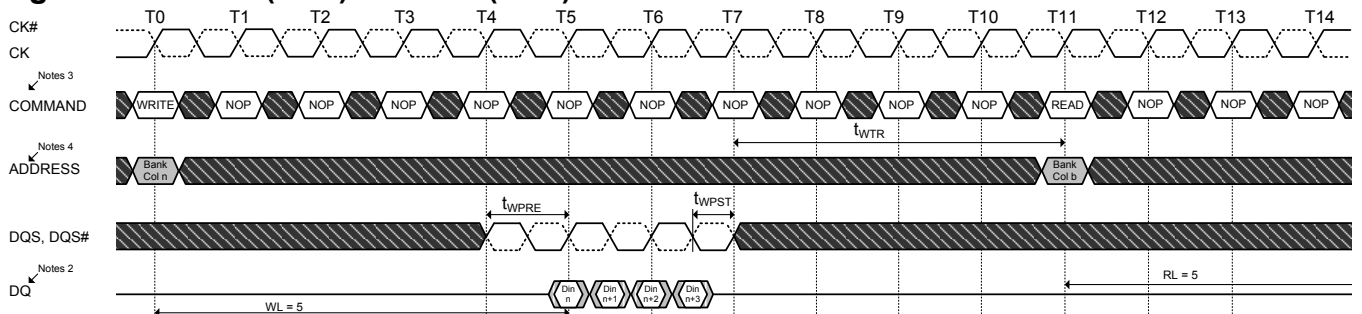 T0 T1 T2 T3 T4 T5 T6 T7 T8 T9 T10 T11 T12 T13 T14
CK#
CK
Notes 3
COMMAND WRITE NOP NOP NOP NOP NOP NOP NOP NOP NOP NOP READ NOP NOP NOP
tWTR
Notes 4
ADDRESS Bank Col n Bank Col b
tWPRE tWPST
DQS, DQS#
Notes 2
DQ Din n Din n+1 Din n+2 Din n+3
RL = 5
WL = 5